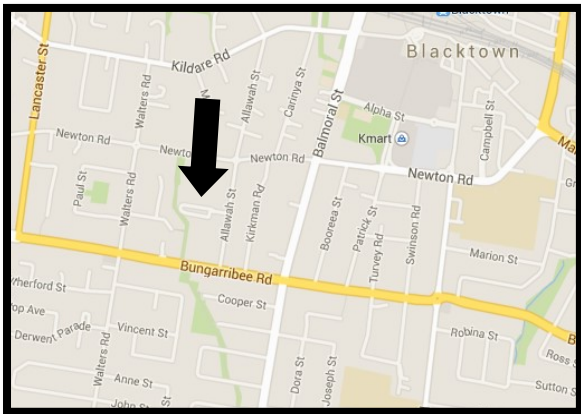 Blacktown
Blacktown
Lancaster St
Kildare Rd
Walters Rd
Allawah St
Carinya St
Balmoral St
Alpha St
Campbell St
Kmart
Newton Rd
Newton Rd
Newton Rd
Paul St
Walters Rd
Allawah St
Kirkman Rd
Booreea St
Patrick St
Turvey Rd
Swinson Rd
Marion St
Bungarribee Rd
Cooper St
Derwent Parade
Vincent St
Walters Rd
Anne St
Dora St
Joseph St
Robina St